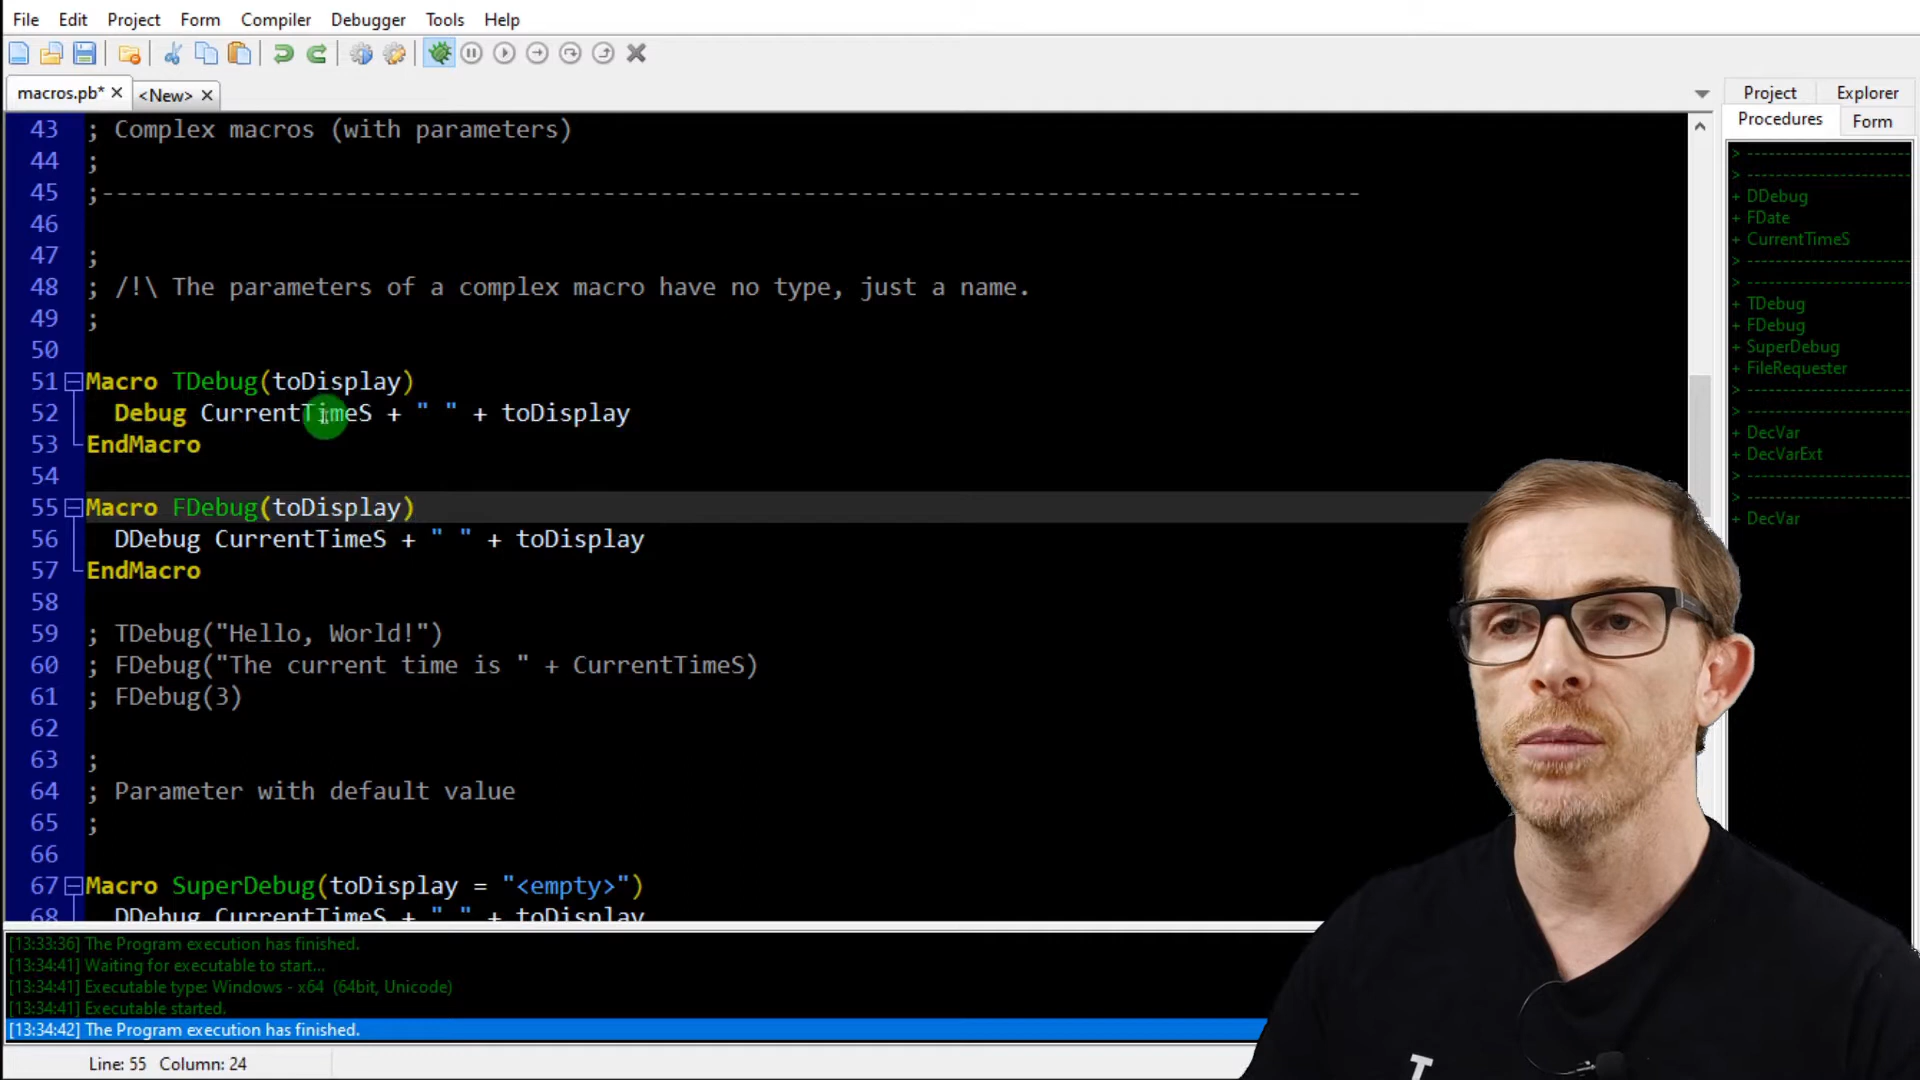 File Edit Project Form Compiler Debugger Tools Help
macros.pb* <New>
Project Explorer
Procedures Form
43 ; Complex macros (with parameters)
44 ;
45 ;----------------------------------------------------------------------------------------
46
47 ;
48 ; /!\ The parameters of a complex macro have no type, just a name.
49 ;
50
51 Macro TDebug(toDisplay)
52 Debug CurrentTimeS + " " + toDisplay
53 EndMacro
54
55 Macro FDebug(toDisplay)
56 DDebug CurrentTimeS + " " + toDisplay
57 EndMacro
58
59 ; TDebug("Hello, World!")
60 ; FDebug("The current time is " + CurrentTimeS)
61 ; FDebug(3)
62
63 ;
64 ; Parameter with default value
65 ;
66
67 Macro SuperDebug(toDisplay = "<empty>")
68 DDebug CurrentTimeS + " " + toDisplay
> --------------------
> --------------------
+ DDebug
+ FDate
+ CurrentTimeS
> --------------------
> --------------------
+ TDebug
+ FDebug
+ SuperDebug
+ FileRequester
> --------------------
> --------------------
+ DecVar
+ DecVarExt
> --------------------
> --------------------
+ DecVar
[13:33:36] The Program execution has finished.
[13:34:41] Waiting for executable to start...
[13:34:41] Executable type: Windows - x64 (64bit, Unicode)
[13:34:41] Executable started.
[13:34:42] The Program execution has finished.
Line: 55 Column: 24